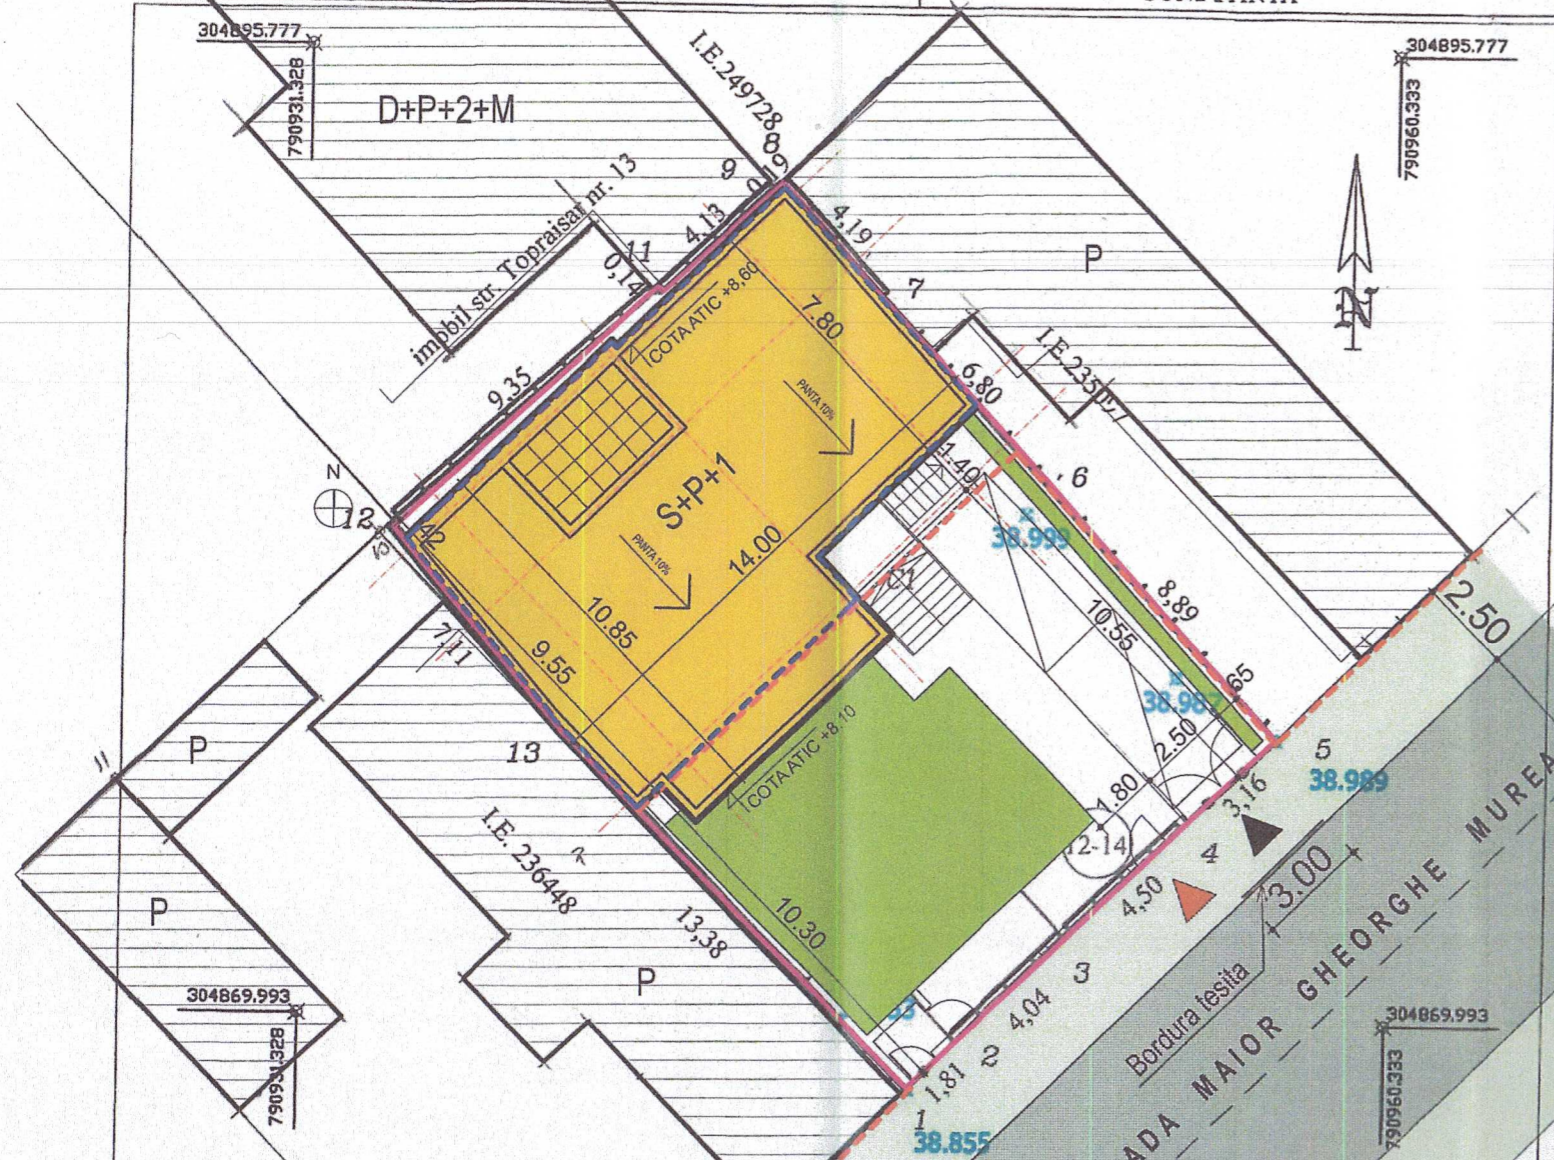 304895.777
790931.328
D+P+2+M
I.E.249728
304895.777
790960.333
8
9
4,13
11
0,14
imobil str. Topraisar nr. 13
4,19
7
P
N
COTA ATIC +8,60
7.80
I.E.235
6,80
PANTA 10%
9,35
N
12
42
S+P+1
1.40
6
38.999
PANTA 10%
14.00
C1
8,89
2.50
10.85
10.55
7,11
9.55
65
38.987
P
13
COTA ATIC +8,10
2.50
5
38.989
11
1.80
3,16
12-14
4
I.E. 236448
4,50
3.00
P
10.30
13,38
P
3
304869.993
790931.328
4,04
Bordura tesita
2
1,81
1
38.855
ADA MAIOR GHEORGHE MUREA
304869.993
790960.333